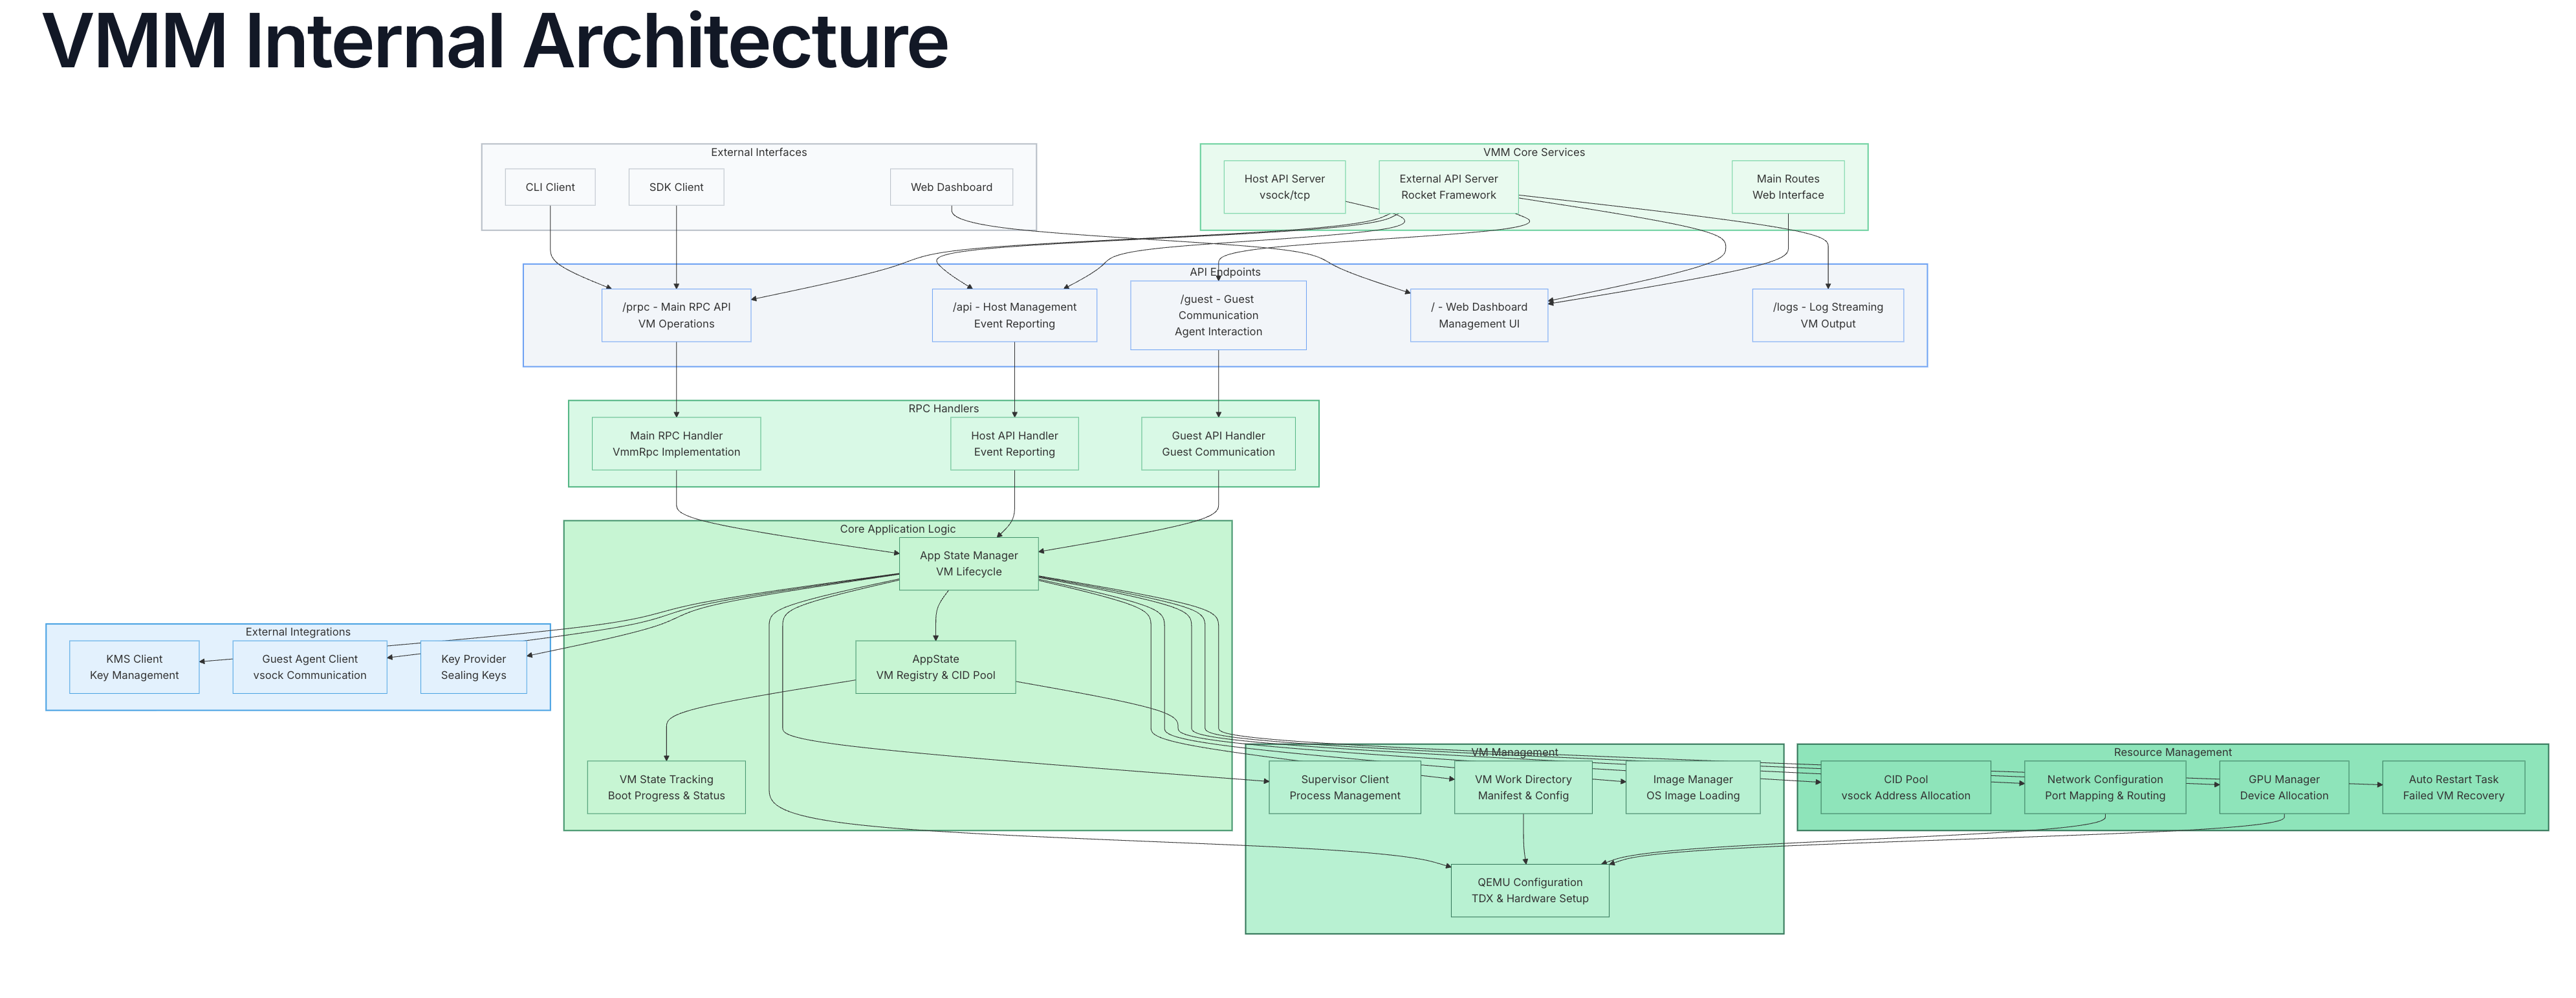 VMM Internal Architecture
External Interfaces
CLI Client
SDK Client
Web Dashboard
VMM Core Services
Host API Server
vsock/tcp
External API Server
Rocket Framework
Main Routes
Web Interface
API Endpoints
/prpc - Main RPC API
VM Operations
/api - Host Management
Event Reporting
/guest - Guest
Communication
Agent Interaction
/ - Web Dashboard
Management UI
/logs - Log Streaming
VM Output
RPC Handlers
Main RPC Handler
VmmRpc Implementation
Host API Handler
Event Reporting
Guest API Handler
Guest Communication
Core Application Logic
App State Manager
VM Lifecycle
AppState
VM Registry & CID Pool
VM State Tracking
Boot Progress & Status
External Integrations
KMS Client
Key Management
Guest Agent Client
vsock Communication
Key Provider
Sealing Keys
VM Management
Supervisor Client
Process Management
VM Work Directory
Manifest & Config
Image Manager
OS Image Loading
QEMU Configuration
TDX & Hardware Setup
Resource Management
CID Pool
vsock Address Allocation
Network Configuration
Port Mapping & Routing
GPU Manager
Device Allocation
Auto Restart Task
Failed VM Recovery